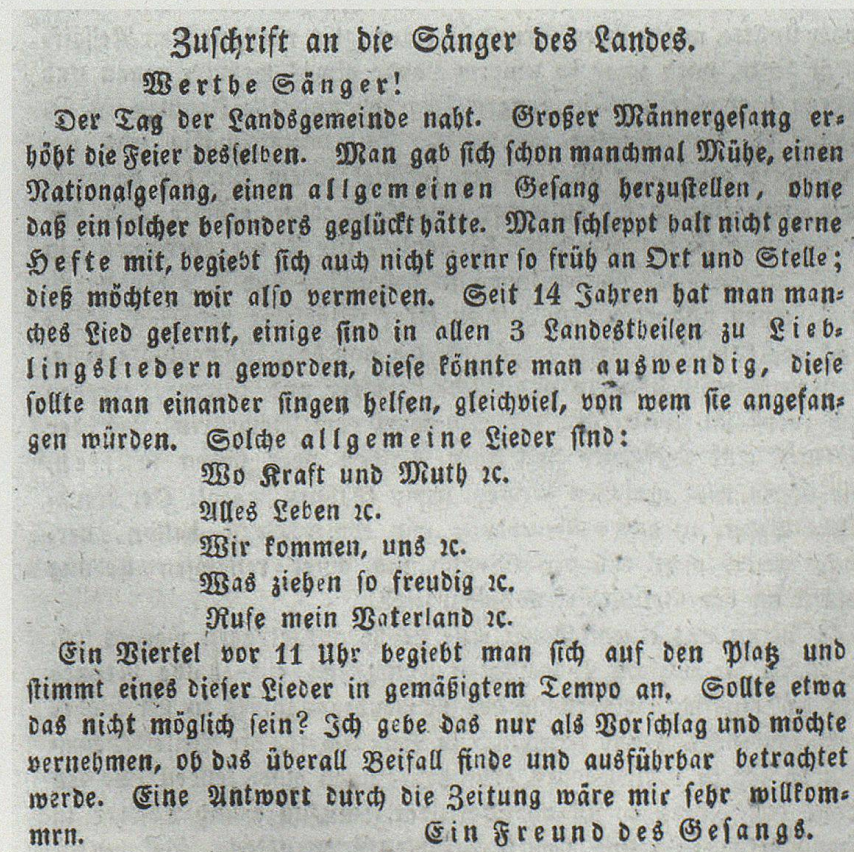 Zuschrift an die Sänger des Landes.
Werthe Sänger!
Der Tag der Landsgemeinde naht. Großer Männergesang er-
höht die Feier desselben. Man gab sich schon manchmal Mühe, einen
Nationalgesang, einen allgemeinen Gesang herzustellen, ohne
daß ein solcher besonders geglückt hätte. Man schleppt halt nicht gerne
Hefte mit, begiebt sich auch nicht gernr so früh an Ort und Stelle;
dieß möchten wir also vermeiden. Seit 14 Jahren hat man man-
ches Lied gelernt, einige sind in allen 3 Landestheilen zu Lieb-
lingsliedern geworden, diese könnte man auswendig, diese
sollte man einander singen helfen, gleichviel, von wem sie angefan-
gen würden. Solche allgemeine Lieder sind:
Wo Kraft und Muth ꝛc.
Alles Leben ꝛc.
Wir kommen, uns ꝛc.
Was ziehen so freudig ꝛc.
Rufe mein Vaterland ꝛc.
Ein Viertel vor 11 Uhr begiebt man sich auf den Platz und
stimmt eines dieser Lieder in gemäßigtem Tempo an. Sollte etwa
das nicht möglich sein? Ich gebe das nur als Vorschlag und möchte
vernehmen, ob das überall Beifall finde und ausführbar betrachtet
werde. Eine Antwort durch die Zeitung wäre mir sehr willkom-
mrn. Ein Freund des Gesangs.